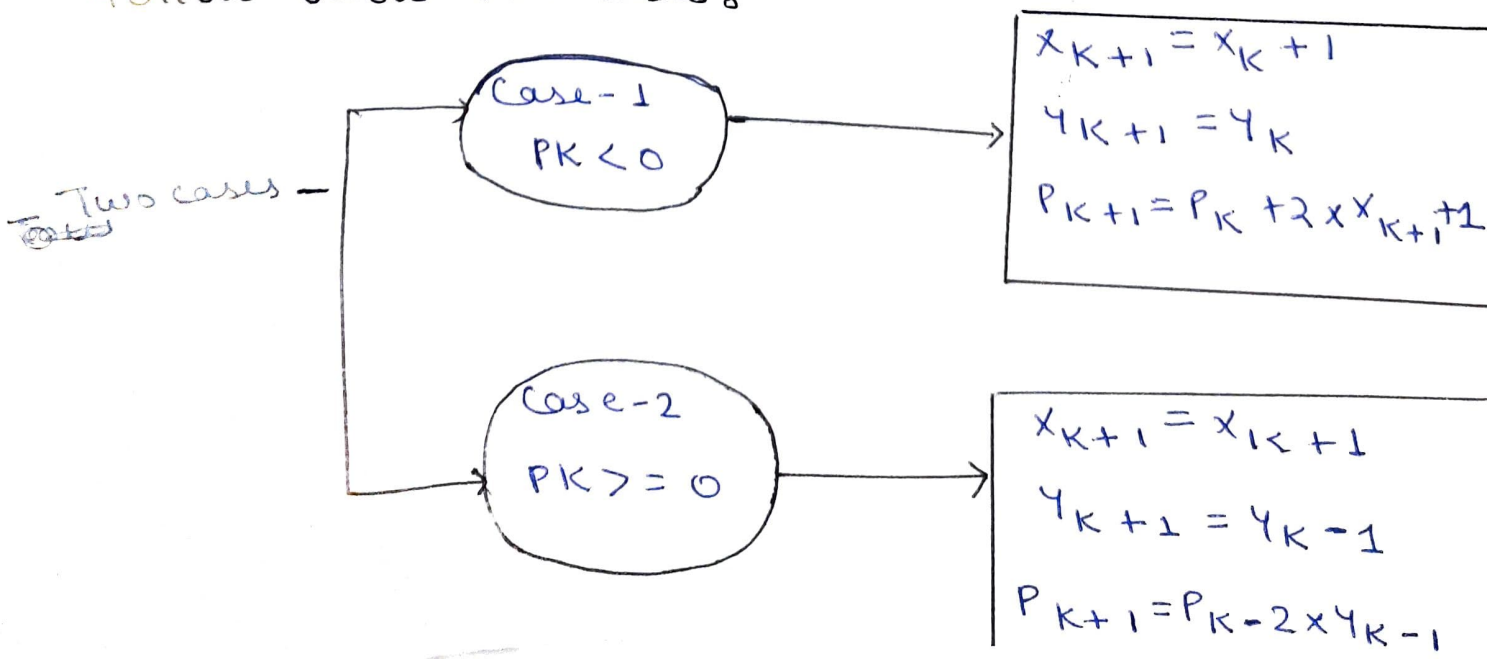 Two cases –
Case-1
PK < 0
xK+1 = xK + 1
yK+1 = yK
PK+1 = PK + 2 x xK+1 + 1
Case-2
PK > = 0
xK+1 = xK + 1
yK+1 = yK - 1
PK+1 = PK - 2 x yK - 1